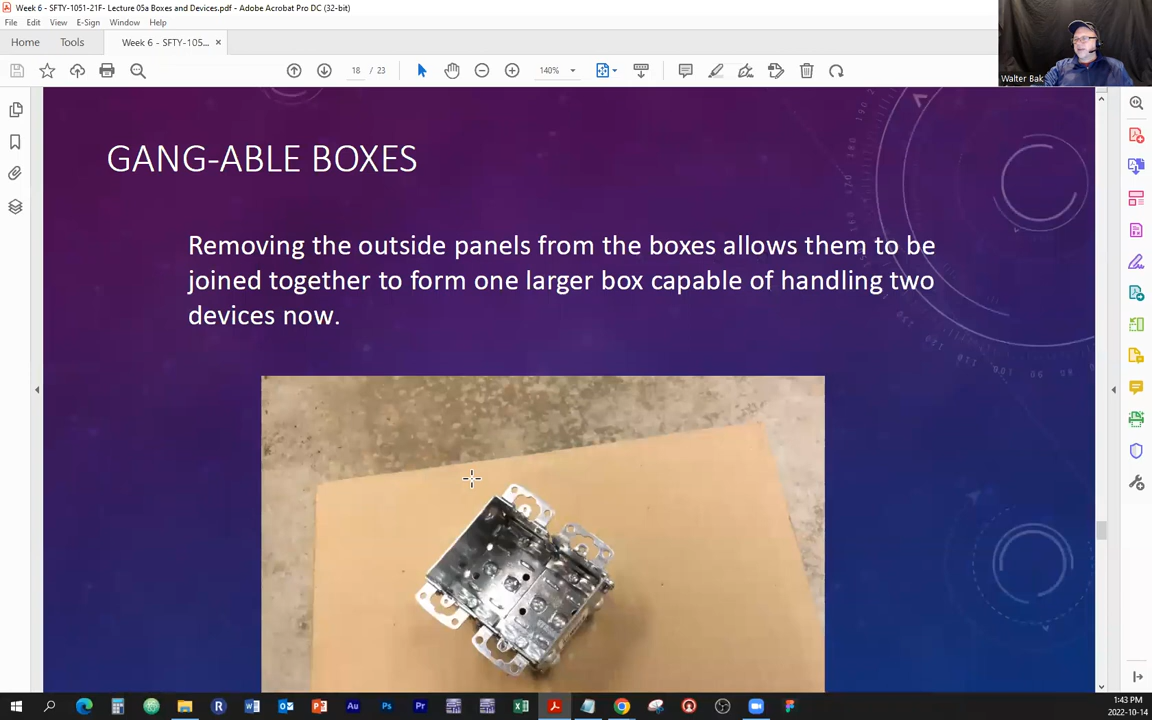 Week 6 - SFTY-1051-21F- Lecture 05a Boxes and Devices.pdf - Adobe Acrobat Pro DC (32-bit)
File Edit View E-Sign Window Help
Home Tools Week 6 - SFTY-105... ×
18 / 23 140%
Walter Bak
GANG-ABLE BOXES
Removing the outside panels from the boxes allows them to be
joined together to form one larger box capable of handling two
devices now.
1:43 PM
2022-10-14